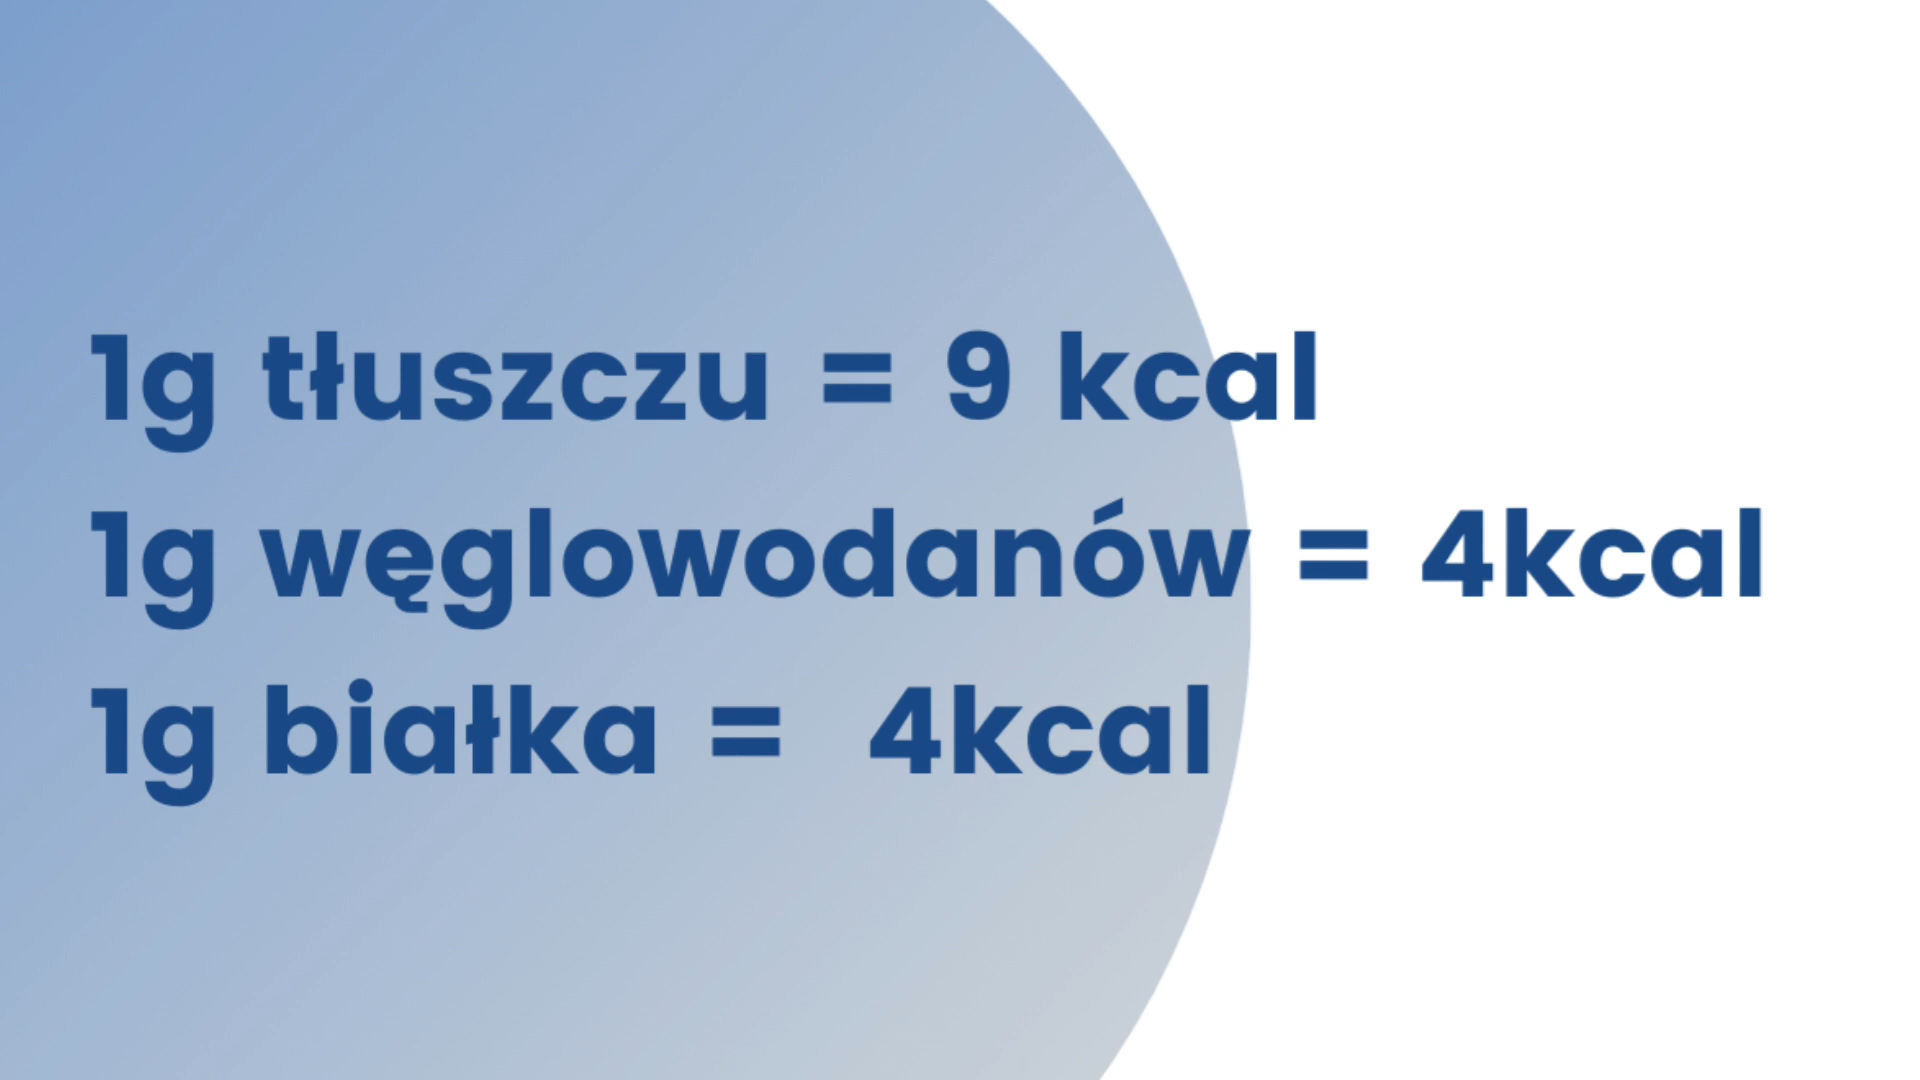 1g tłuszczu = 9 kcal
1g węglowodanów = 4kcal
1g białka = 4kcal